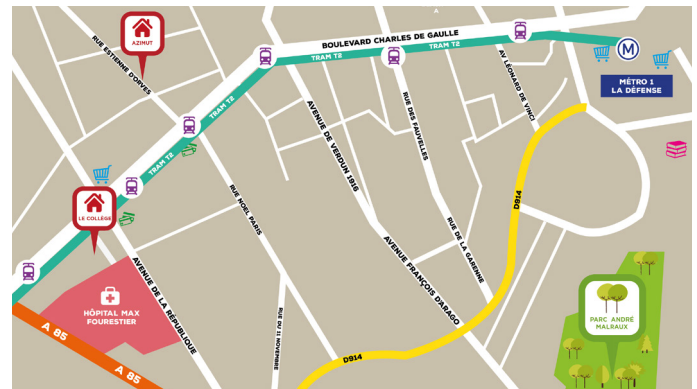 AZIMUT
RUE ESTIENNE D'ORVES
BOULEVARD CHARLES DE GAULLE
TRAM T2
TRAM T2
M
MÉTRO 1
LA DÉFENSE
TRAM T2
TRAM T2
AVENUE DE VERDUN 1916
RUE DES FAUVELLES
AV LÉONARD DE VINCI
LE COLLÈGE
RUE NOEL PARIS
D914
RUE DE LA GARENNE
AVENUE DE LA RÉPUBLIQUE
AVENUE FRANÇOIS D'ARAGO
HÔPITAL MAX
FOURESTIER
A 85
RUE DU 11 NOVEMBRE
D914
PARC ANDRÉ
MALRAUX